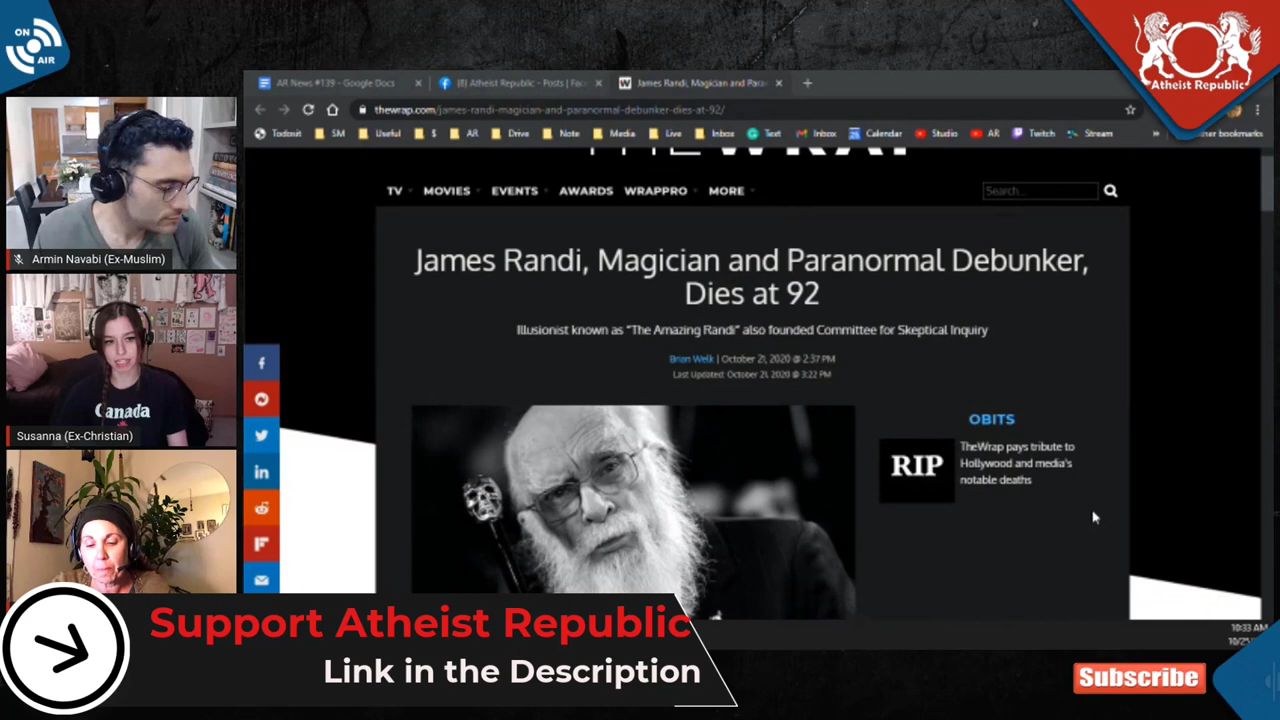 ON
AIR
Atheist Republic
AR News #139 - Google Docs
(8) Atheist Republic - Posts | Fac
James Randi, Magician and Para
thewrap.com/james-randi-magician-and-paranormal-debunker-dies-at-92/
Todoist SM Useful $ AR Drive Note Media Live Inbox Text Inbox Calendar Studio AR Twitch Stream » her bookmarks
THE WRAP
TV MOVIES EVENTS AWARDS WRAPPRO MORE
Search...
James Randi, Magician and Paranormal Debunker,
Dies at 92
Illusionist known as "The Amazing Randi" also founded Committee for Skeptical Inquiry
Brian Welk | October 21, 2020 @ 2:37 PM
Last Updated: October 21, 2020 @ 3:22 PM
OBITS
RIP
TheWrap pays tribute to
Hollywood and media's
notable deaths
Armin Navabi (Ex-Muslim)
Canada
Susanna (Ex-Christian)
Support Atheist Republic
Link in the Description
10:33 AM
10/25/
Subscribe